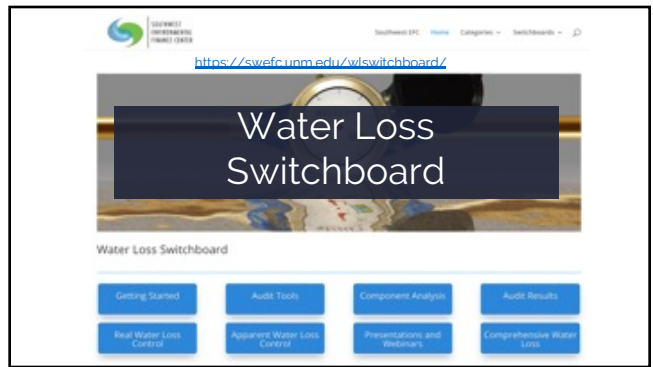 SOUTHWEST
ENVIRONMENTAL
FINANCE CENTER
Southwest EFC Home Categories Switchboards
https://swefc.unm.edu/wlswitchboard/
Water Loss
Switchboard
Water Loss Switchboard
Getting Started
Audit Tools
Component Analysis
Audit Results
Real Water Loss
Control
Apparent Water Loss
Control
Presentations and
Webinars
Comprehensive Water
Loss